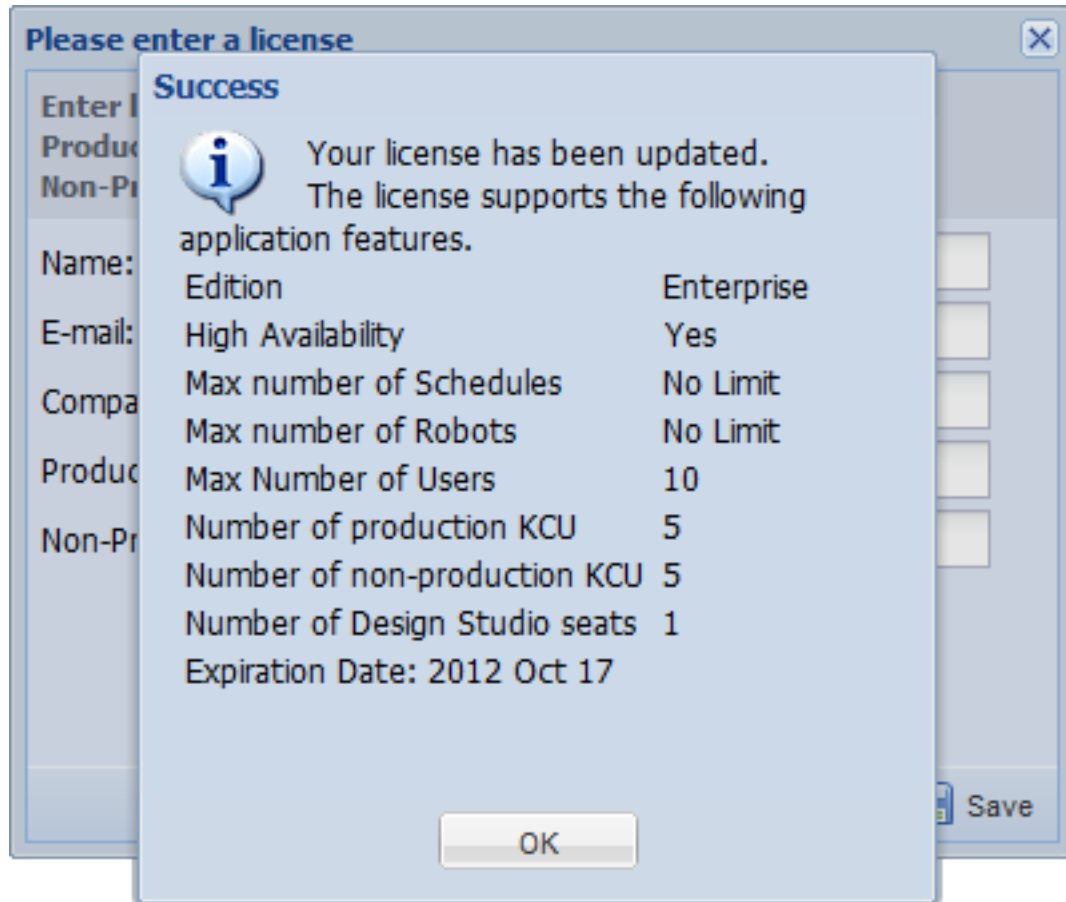 Please enter a license
Success
Enter
Your license has been updated.
The license supports the following
application features.
Name:
Edition Enterprise
E-mail:
High Availability Yes
Max number of Schedules No Limit
Max number of Robots No Limit
Max Number of Users 10
Number of production KCU 5
Number of non-production KCU 5
Number of Design Studio seats 1
Expiration Date: 2012 Oct 17
Save
OK